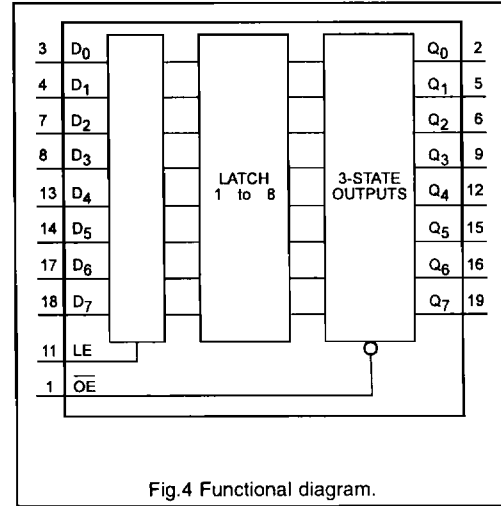 3 D0 Q0 2
4 D1 Q1 5
7 D2 Q2 6
8 D3 Q3 9
LATCH 3-STATE
1 to 8 OUTPUTS
13 D4 Q4 12
14 D5 Q5 15
17 D6 Q6 16
18 D7 Q7 19
11 LE
1 OE
Fig.4 Functional diagram.